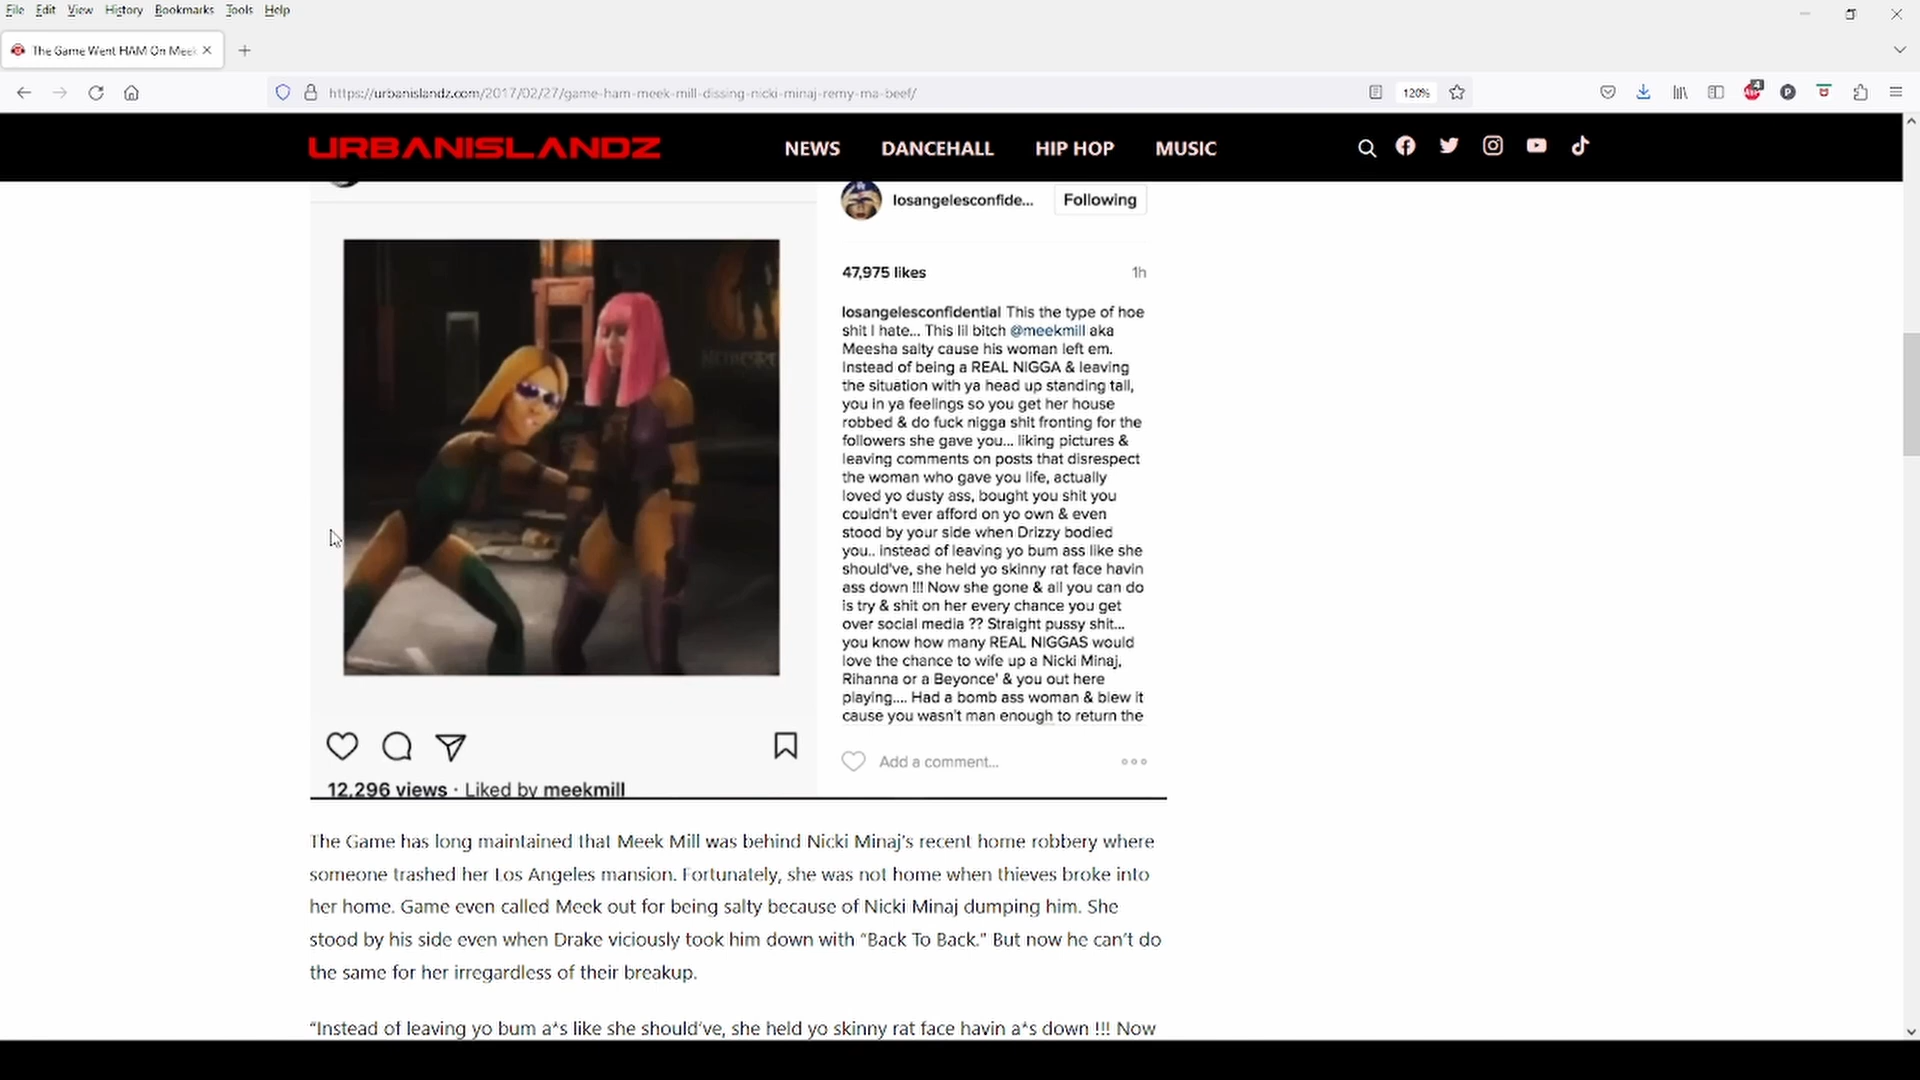 File Edit View History Bookmarks Tools Help
The Game Went HAM On Meek
https://urbanislandz.com/2017/02/27/game-ham-meek-mill-dissing-nicki-minaj-remy-ma-beef/
120%
4
URBANISLANDZ
NEWS DANCEHALL HIP HOP MUSIC
losangelesconfide... Following
47,975 likes 1h
losangelesconfidential This the type of hoe
shit I hate... This lil bitch @meekmill aka
Meesha salty cause his woman left em.
Instead of being a REAL NIGGA & leaving
the situation with ya head up standing tall,
you in ya feelings so you get her house
robbed & do fuck nigga shit fronting for the
followers she gave you... liking pictures &
leaving comments on posts that disrespect
the woman who gave you life, actually
loved yo dusty ass, bought you shit you
couldn't ever afford on yo own & even
stood by your side when Drizzy bodied
you.. instead of leaving yo bum ass like she
should've, she held yo skinny rat face havin
ass down !!! Now she gone & all you can do
is try & shit on her every chance you get
over social media ?? Straight pussy shit...
you know how many REAL NIGGAS would
love the chance to wife up a Nicki Minaj,
Rihanna or a Beyonce' & you out here
playing.... Had a bomb ass woman & blew it
cause you wasn't man enough to return the
Add a comment...
12,296 views · Liked by meekmill
The Game has long maintained that Meek Mill was behind Nicki Minaj's recent home robbery where
someone trashed her Los Angeles mansion. Fortunately, she was not home when thieves broke into
her home. Game even called Meek out for being salty because of Nicki Minaj dumping him. She
stood by his side even when Drake viciously took him down with “Back To Back.” But now he can't do
the same for her irregardless of their breakup.
“Instead of leaving yo bum a*s like she should've, she held yo skinny rat face havin a*s down !!! Now